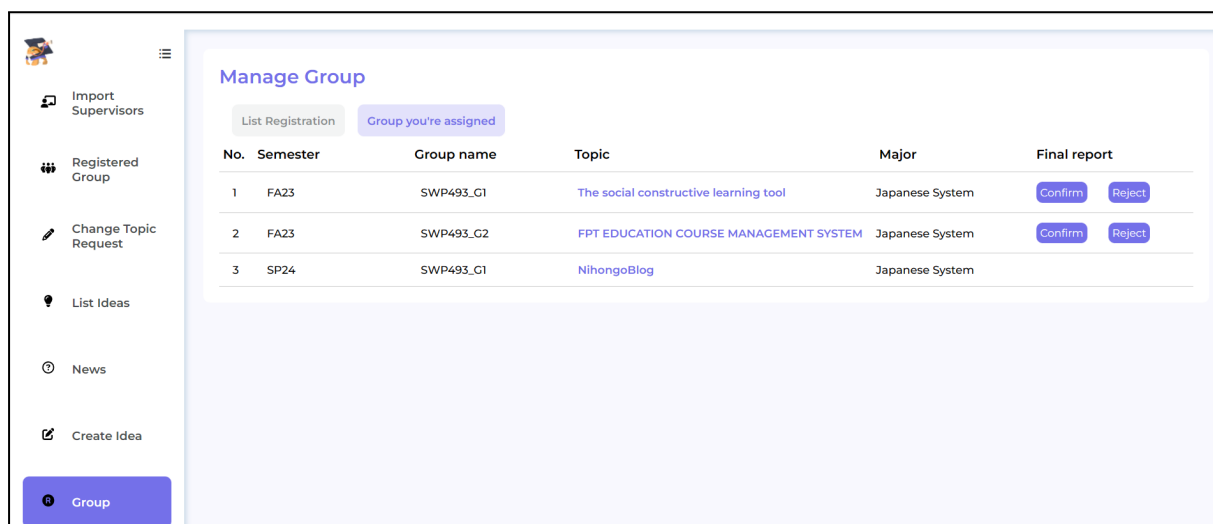 Import
Supervisors
Registered
Group
Change Topic
Request
List Ideas
News
Create Idea
R Group
Manage Group
List Registration Group you're assigned
No. Semester Group name Topic Major Final report
1 FA23 SWP493_G1 The social constructive learning tool Japanese System Confirm Reject
2 FA23 SWP493_G2 FPT EDUCATION COURSE MANAGEMENT SYSTEM Japanese System Confirm Reject
3 SP24 SWP493_G1 NihongoBlog Japanese System